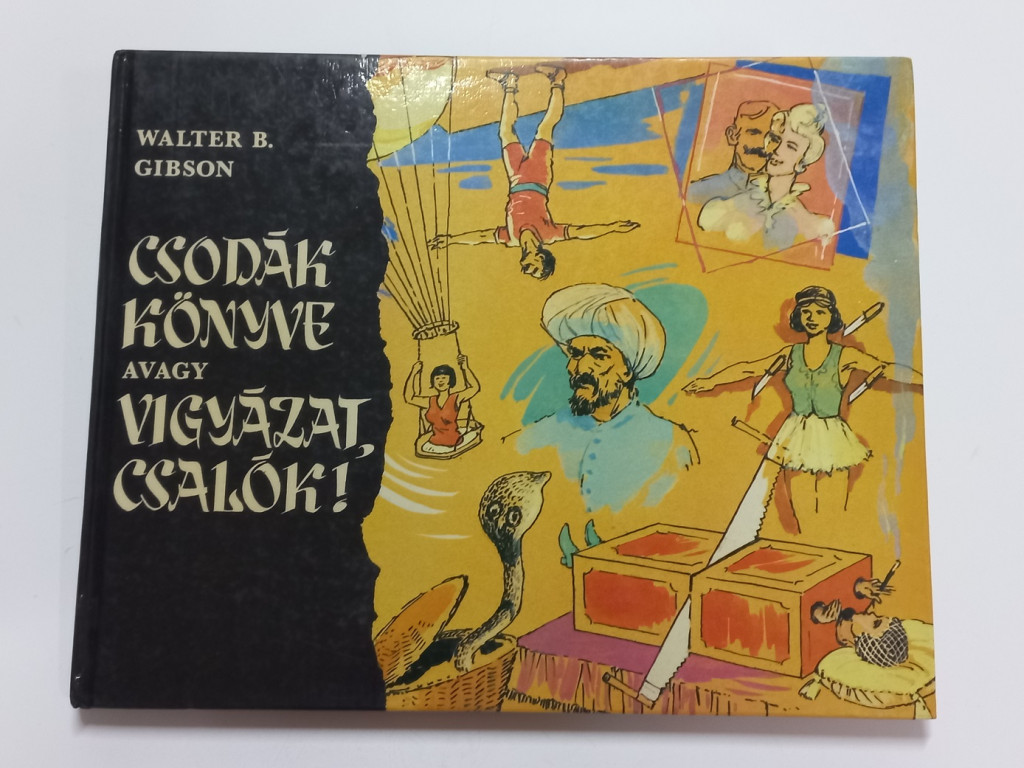 WALTER B.
GIBSON
CSODÁK
KÖNYVE
AVAGY
VIGYÁZAT,
CSALÓK!